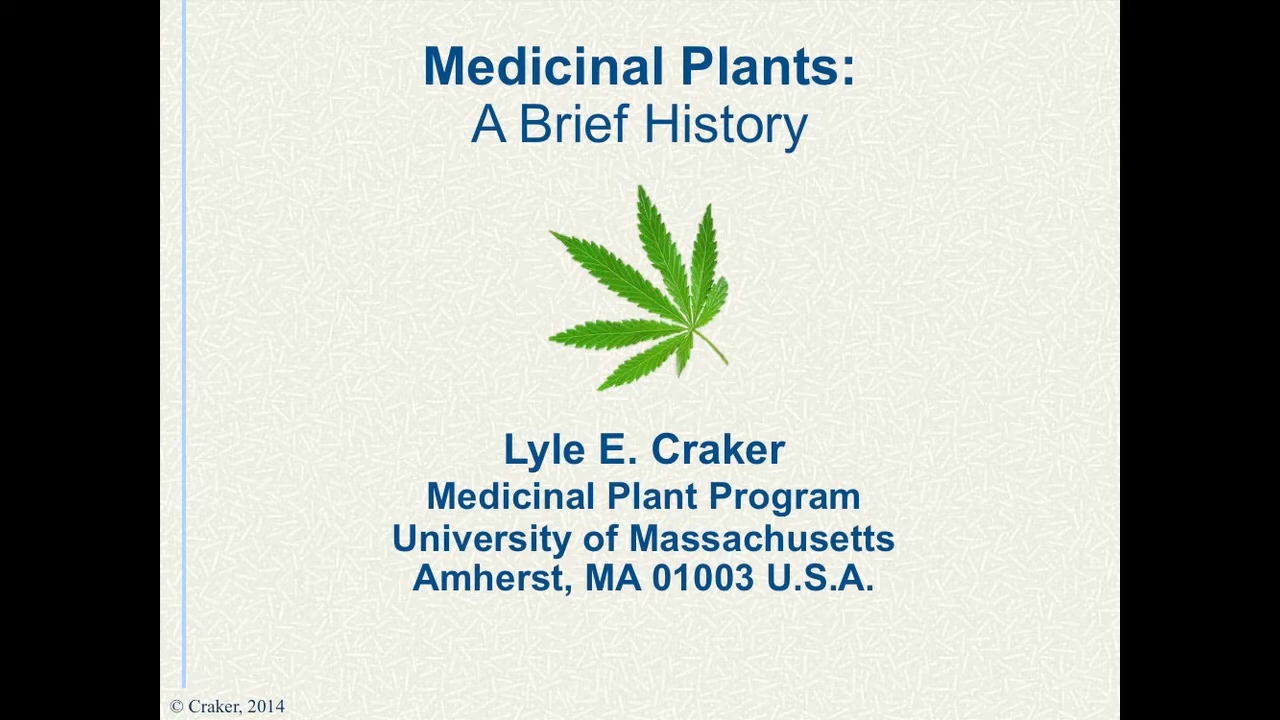 Medicinal Plants:
A Brief History
Lyle E. Craker
Medicinal Plant Program
University of Massachusetts
Amherst, MA 01003 U.S.A.
© Craker, 2014